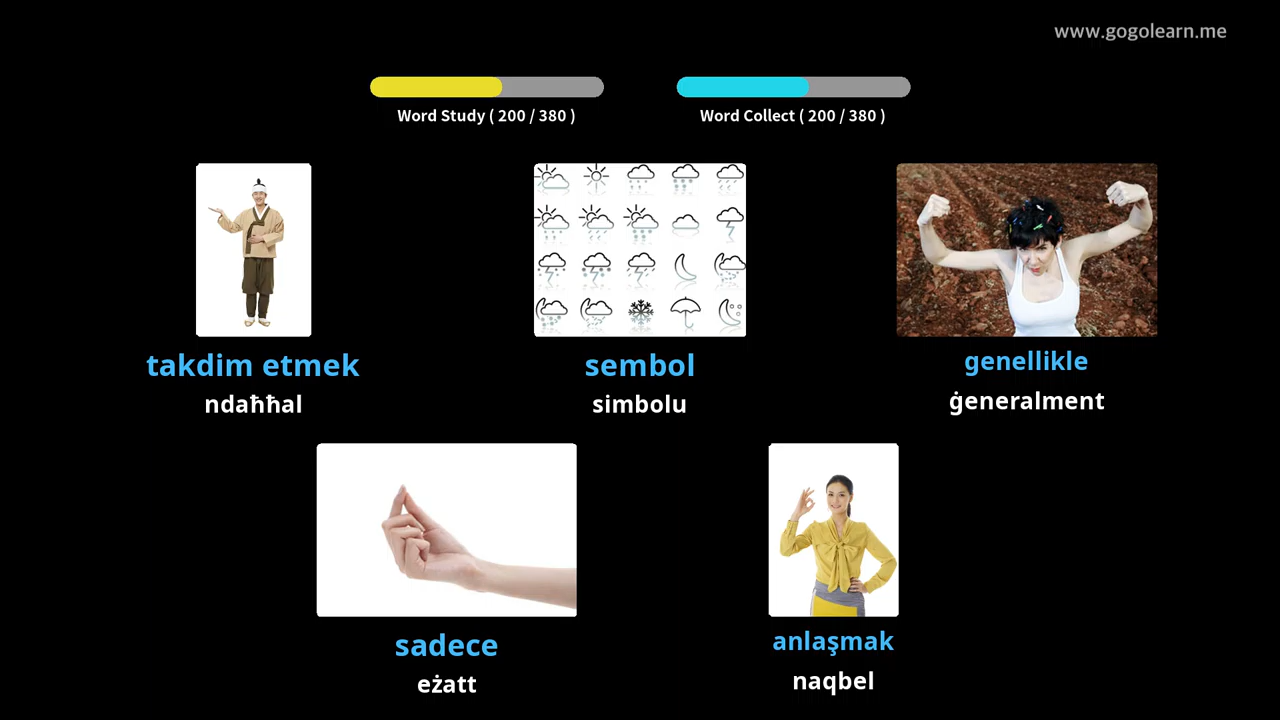 www.gogolearn.me
Word Study ( 200 / 380 )
Word Collect ( 200 / 380 )
takdim etmek
ndaħħal
sembol
simbolu
genellikle
ġeneralment
sadece
eżatt
anlaşmak
naqbel